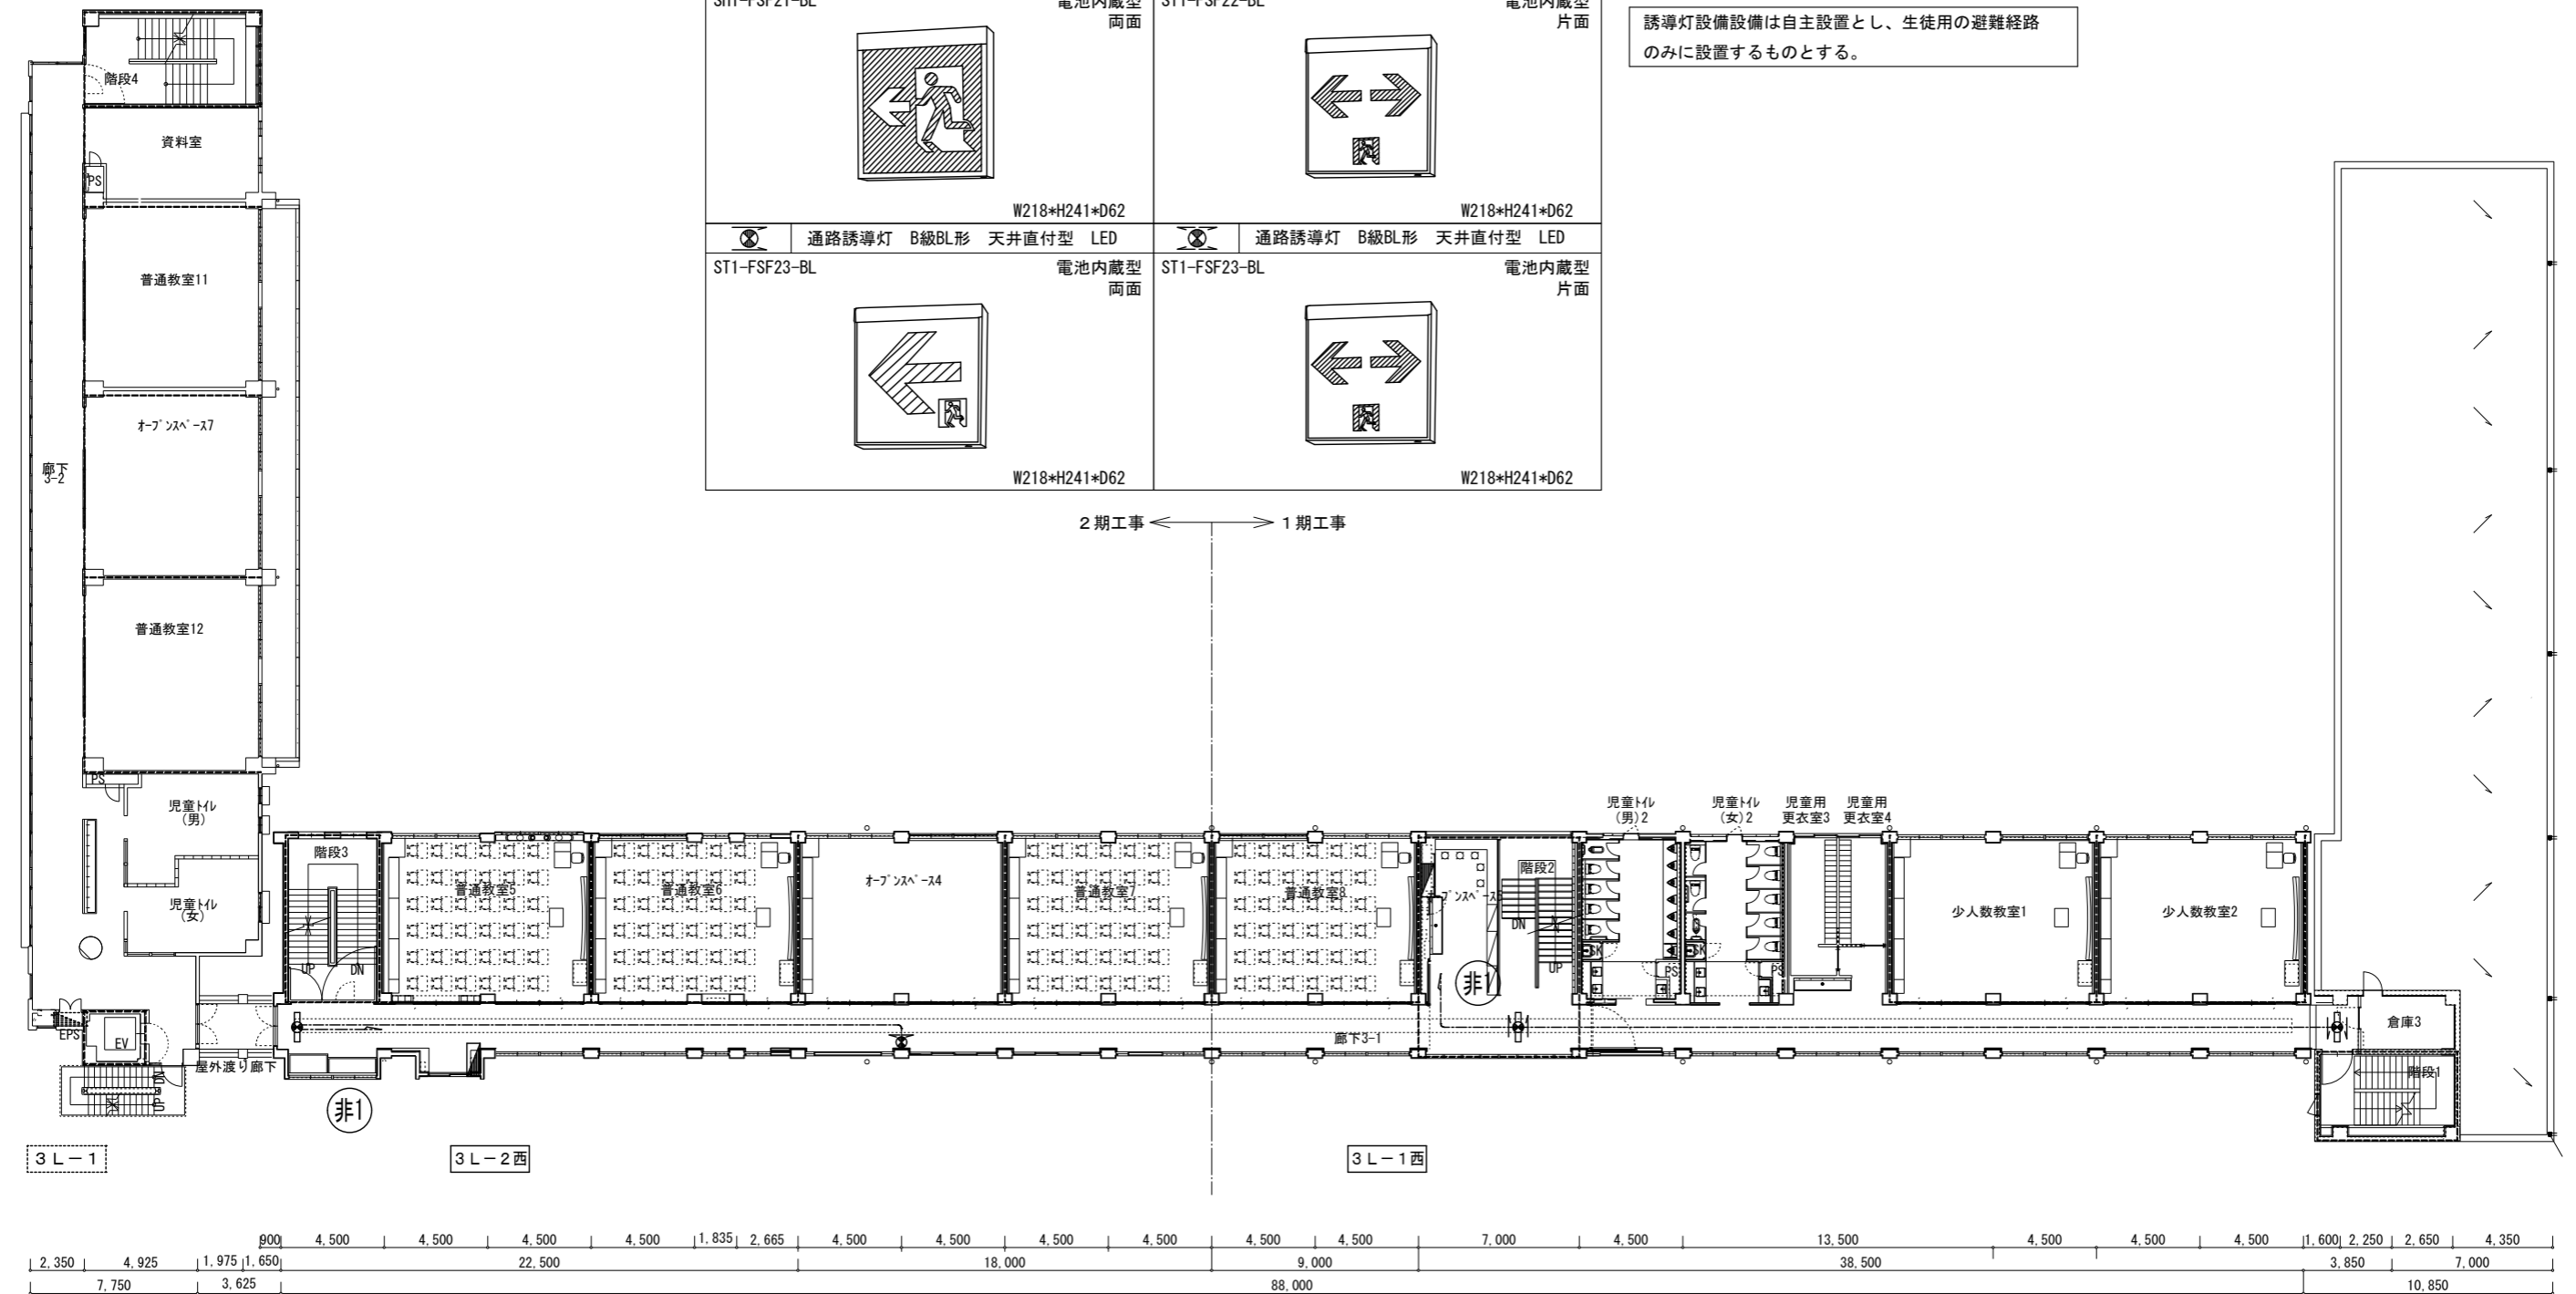 SH1-FSF21-BL
電池内蔵型
両面
W218*H241*D62
ST1-FSF22-BL
電池内蔵型
片面
W218*H241*D62
通路誘導灯 B級BL形 天井直付型 LED
通路誘導灯 B級BL形 天井直付型 LED
ST1-FSF23-BL
電池内蔵型
両面
W218*H241*D62
ST1-FSF23-BL
電池内蔵型
片面
W218*H241*D62
誘導灯設備設備は自主設置とし、生徒用の避難経路
のみに設置するものとする。
2期工事
1期工事
階段4
資料室
PS
普通教室11
オープンスペース7
廊下
3-2
普通教室12
PS
児童トイレ
(男)
児童トイレ
(女)
EPS
EV
屋外渡り廊下
DN
UP
階段3
UP
DN
普通教室5
普通教室6
オープンスペース4
普通教室7
普通教室8
階段2
DN
UP
児童トイレ
(男)2
児童トイレ
(女)2
児童用
更衣室3
児童用
更衣室4
SK
PS
SK
PS
少人数教室1
少人数教室2
倉庫3
階段1
廊下3-1
非1
非1
3L-1
3L-2西
3L-1西
900 4,500 4,500 4,500 4,500 1,835 2,665 4,500 4,500 4,500 4,500 4,500 4,500 7,000 4,500 13,500 4,500 4,500 4,500 1,600 2,250 2,650 4,350
2,350 4,925 1,975 1,650 22,500 18,000 9,000 38,500 3,850 7,000
7,750 3,625 88,000 10,850